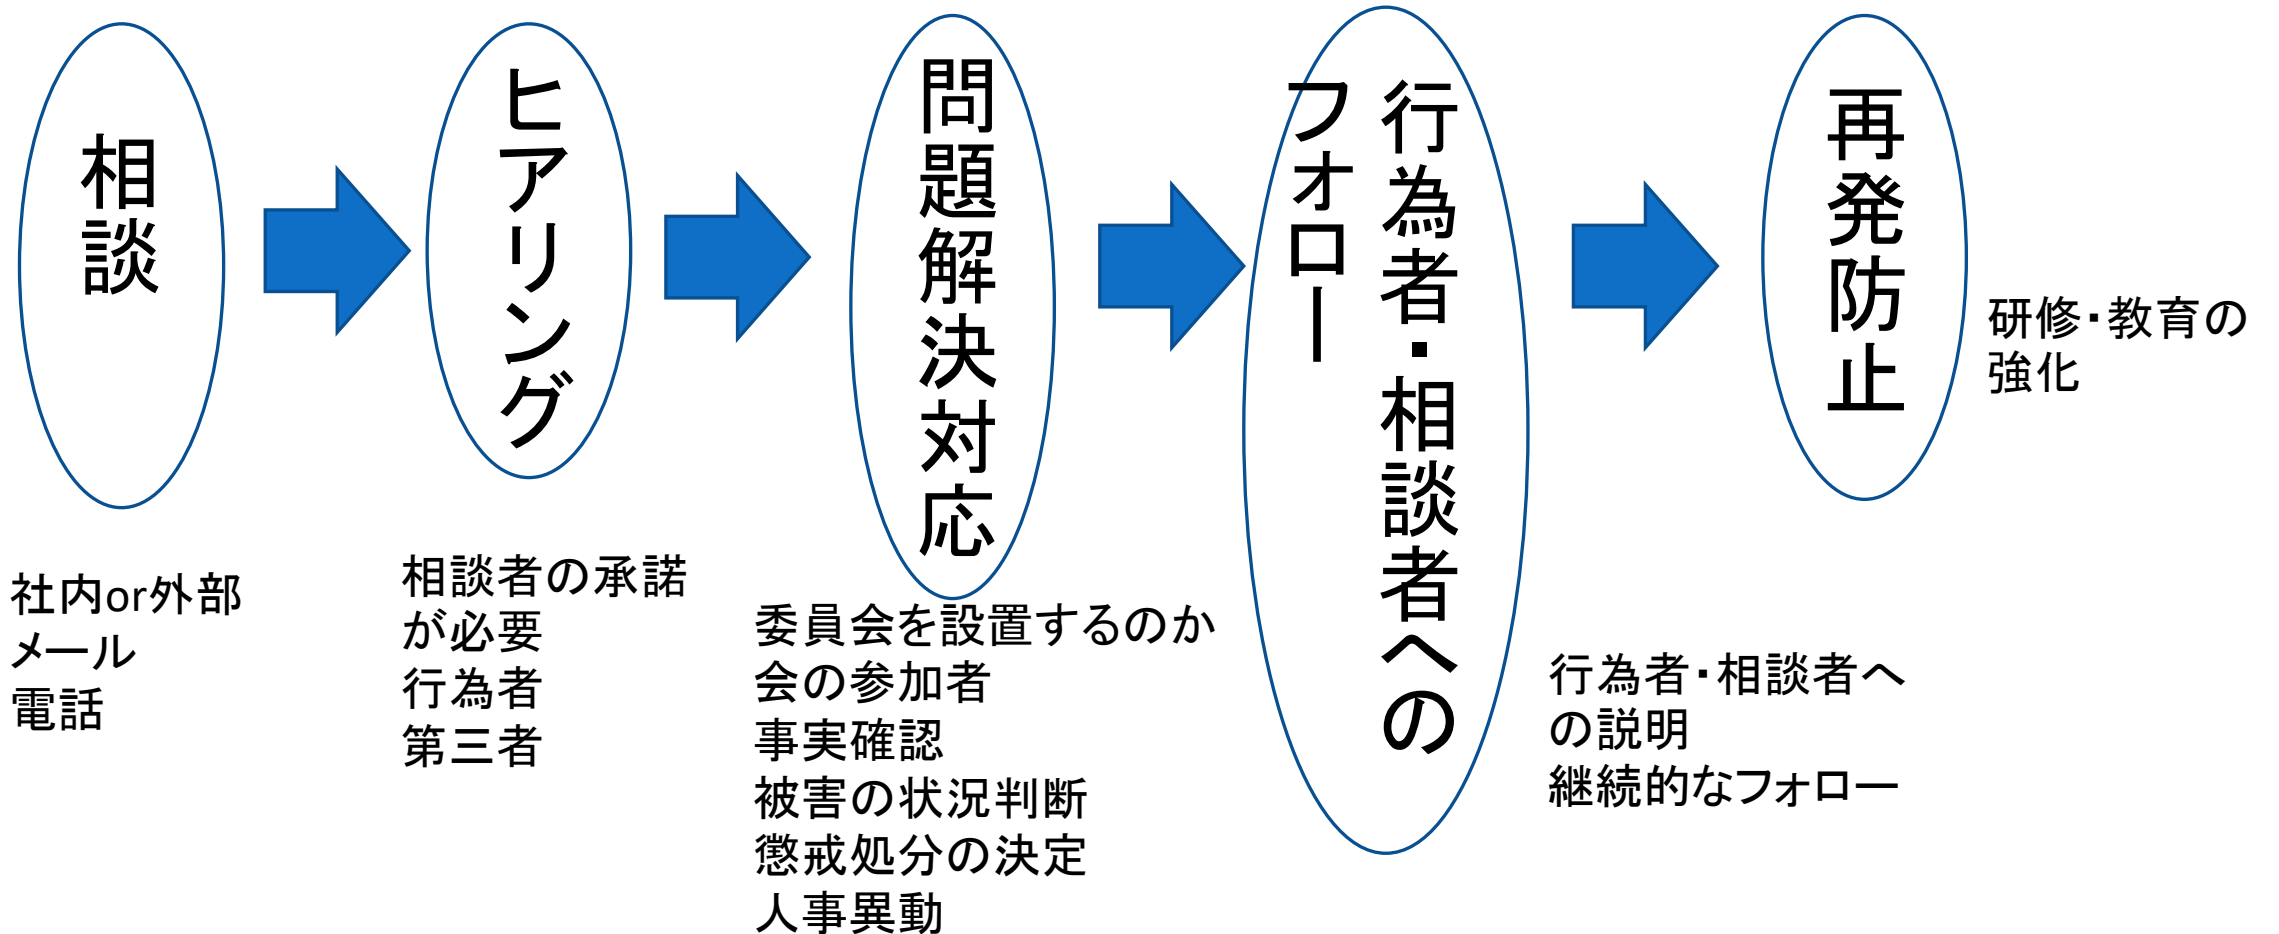 相談
社内or外部
メール
電話
ヒアリング
相談者の承諾
が必要
行為者
第三者
問題解決対応
委員会を設置するのか
会の参加者
事実確認
被害の状況判断
懲戒処分の決定
人事異動
行為者・相談者への
フォロー
行為者・相談者へ
の説明
継続的なフォロー
再発防止
研修・教育の
強化